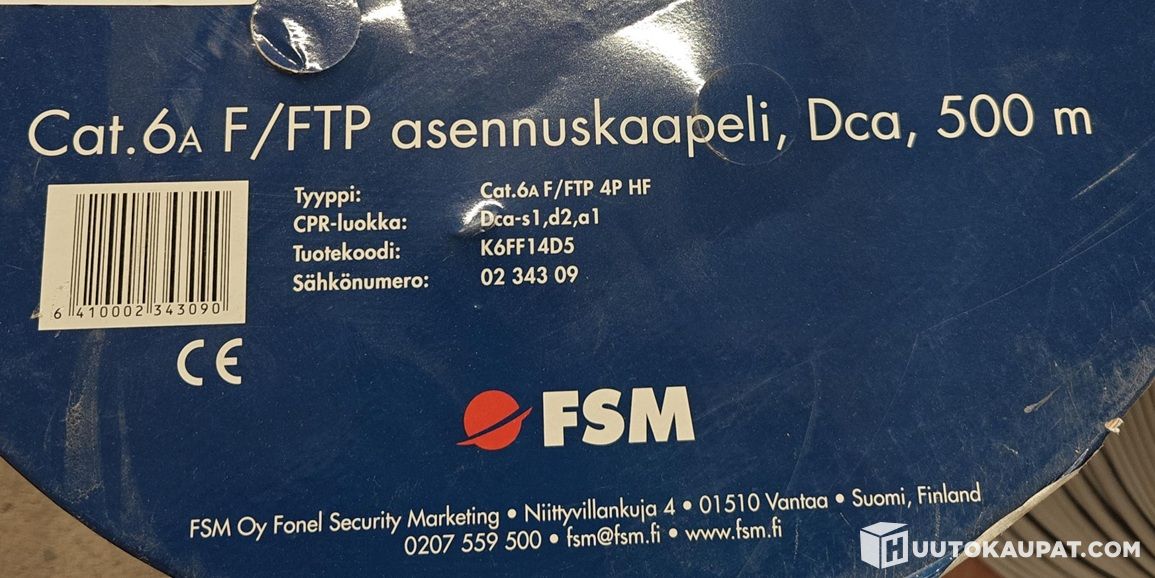 Cat.6A F/FTP asennuskaapeli, Dca, 500 m
Tyyppi: Cat.6A F/FTP 4P HF
CPR-luokka: Dca-s1,d2,a1
Tuotekoodi: K6FF14D5
Sähkönumero: 02 343 09
6 410002 343090
CE
FSM
FSM Oy Fonel Security Marketing • Niittyvillankuja 4 • 01510 Vantaa • Suomi, Finland
0207 559 500 • fsm@fsm.fi • www.fsm.fi
HUUTOKAUPAT.COM